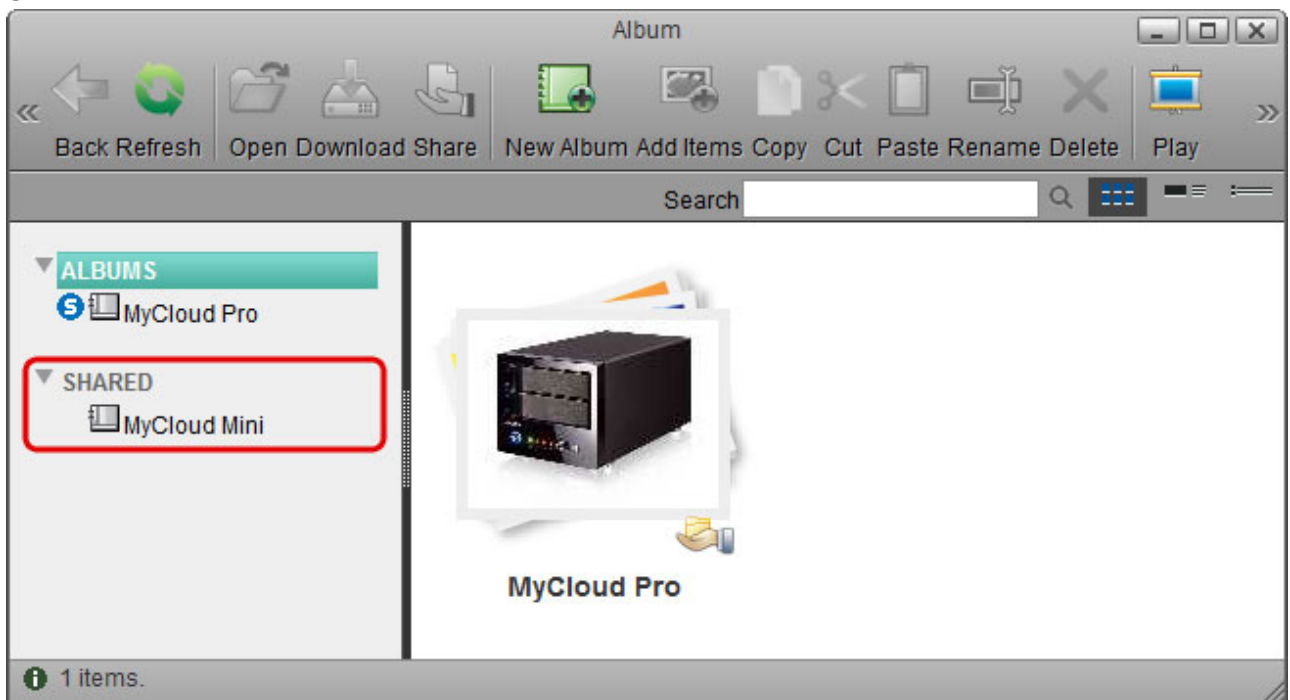 Album
Back Refresh Open Download Share New Album Add Items Copy Cut Paste Rename Delete Play
Search
ALBUMS
MyCloud Pro
SHARED
MyCloud Mini
MyCloud Pro
1 items.